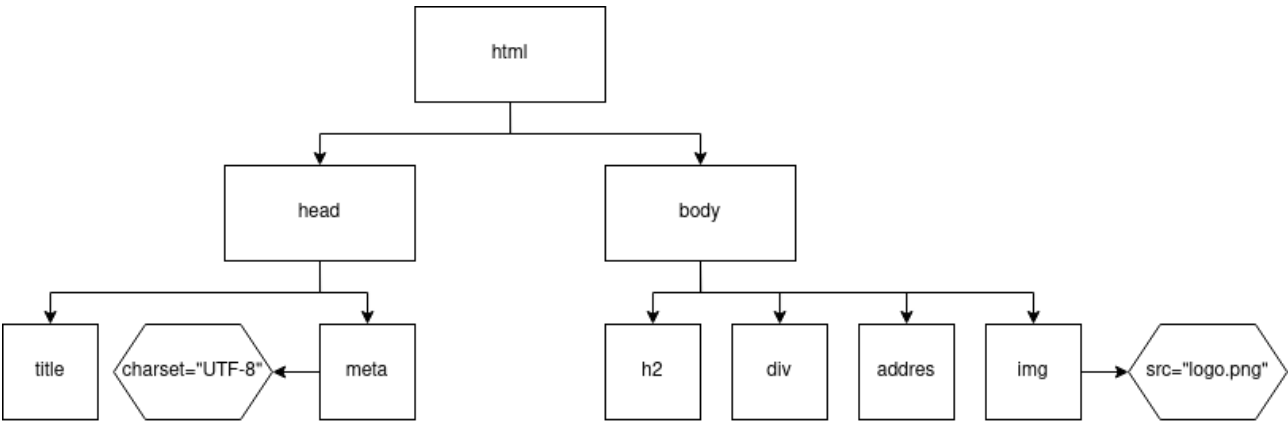 html
head
body
title
charset="UTF-8"
meta
h2
div
addres
img
src="logo.png"